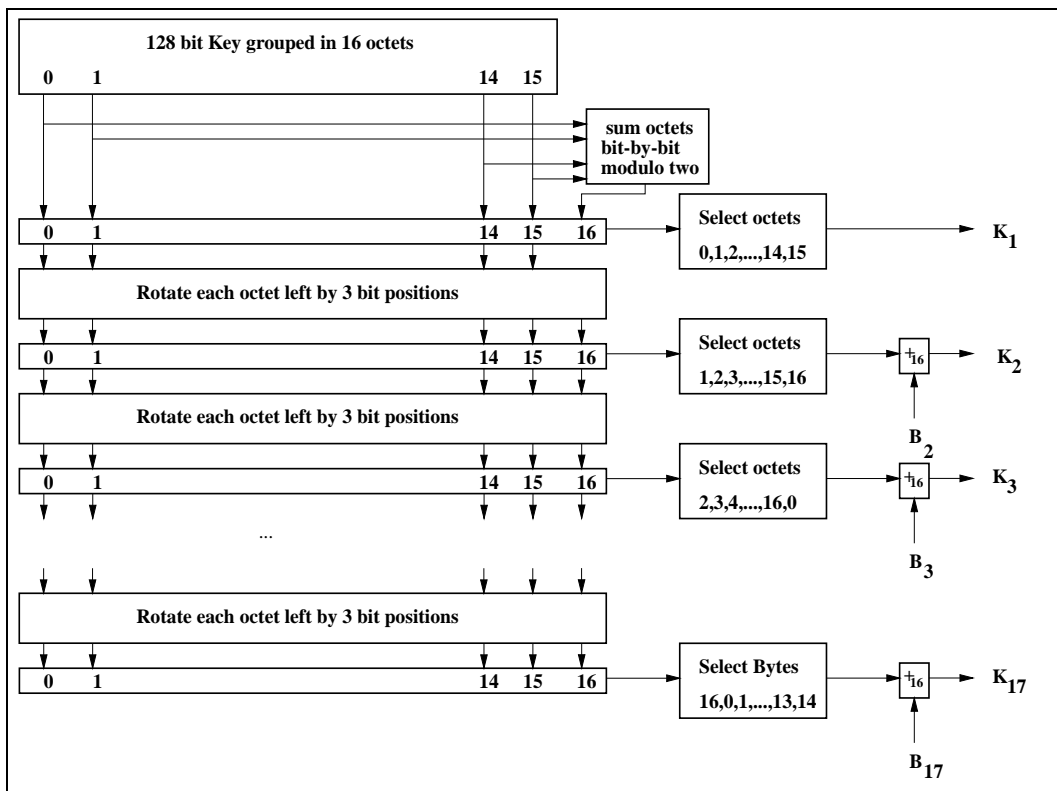 128 bit Key grouped in 16 octets
0 1 14 15
sum octets
bit-by-bit
modulo two
0 1 14 15 16
Select octets
0,1,2,...,14,15
K1
Rotate each octet left by 3 bit positions
0 1 14 15 16
Select octets
1,2,3,...,15,16
+16
K2
B2
Rotate each octet left by 3 bit positions
0 1 14 15 16
Select octets
2,3,4,...,16,0
+16
K3
B3
...
Rotate each octet left by 3 bit positions
0 1 14 15 16
Select Bytes
16,0,1,...,13,14
+16
K17
B17